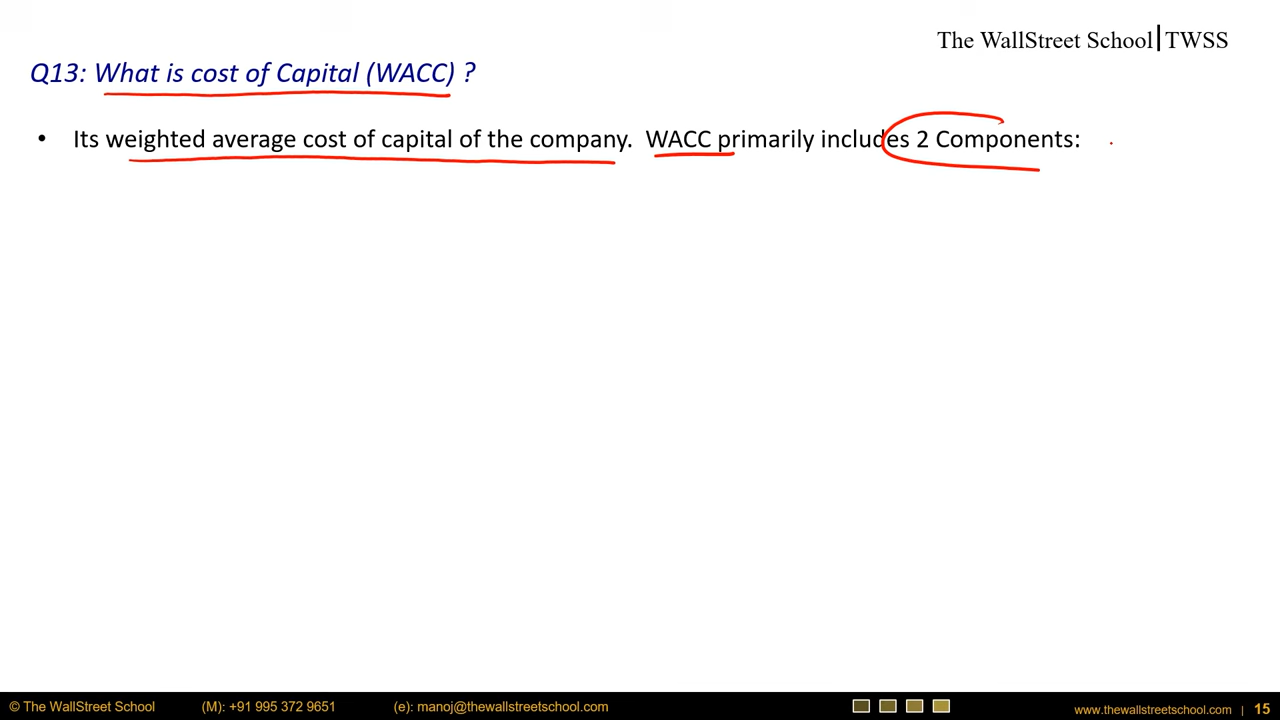 The WallStreet School|TWSS
Q13: What is cost of Capital (WACC) ?
• Its weighted average cost of capital of the company. WACC primarily includes 2 Components:
© The WallStreet School (M): +91 995 372 9651 (e): manoj@thewallstreetschool.com www.thewallstreetschool.com | 15